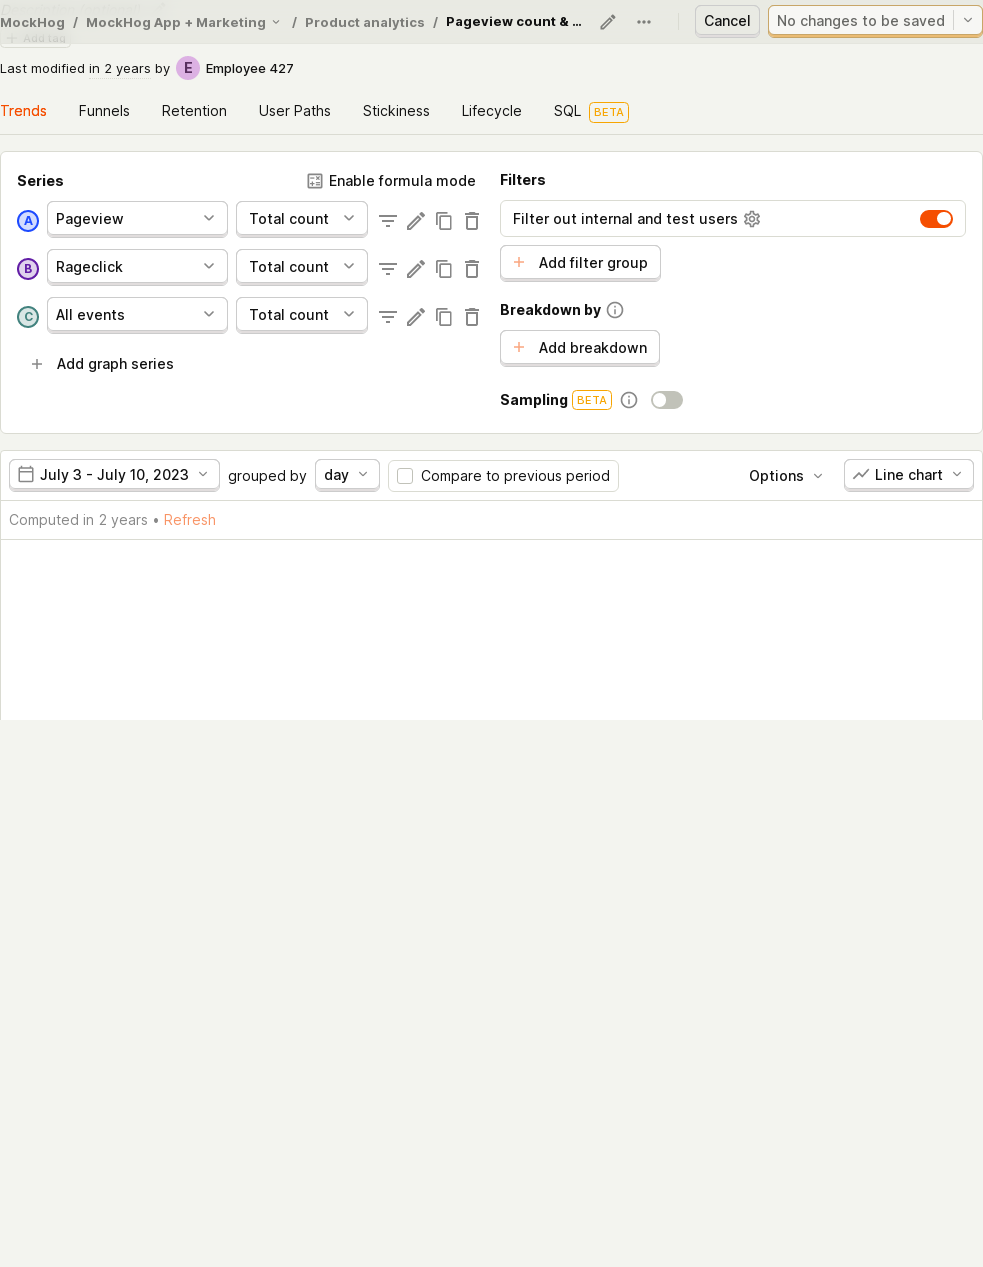 MockHog / MockHog App + Marketing / Product analytics / Pageview count & ...
Cancel
No changes to be saved
Add tag
Last modified in 2 years by E Employee 427
Trends Funnels Retention User Paths Stickiness Lifecycle SQL BETA
Series
Enable formula mode
A Pageview Total count
B Rageclick Total count
C All events Total count
Add graph series
Filters
Filter out internal and test users
Add filter group
Breakdown by
Add breakdown
Sampling BETA
July 3 - July 10, 2023 grouped by day Compare to previous period Options Line chart
Computed in 2 years • Refresh